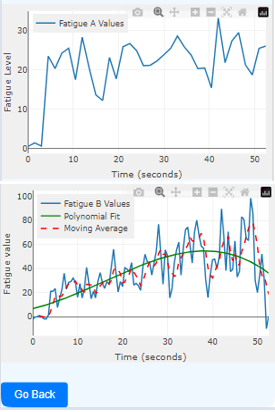 Fatigue A Values
30
20
10
0
Fatigue Level
0
10
20
30
40
50
Time (seconds)
Fatigue B Values
Polynomial Fit
Moving Average
100
80
60
40
20
0
Fatigue value
0
10
20
30
40
50
Time (seconds)
Go Back